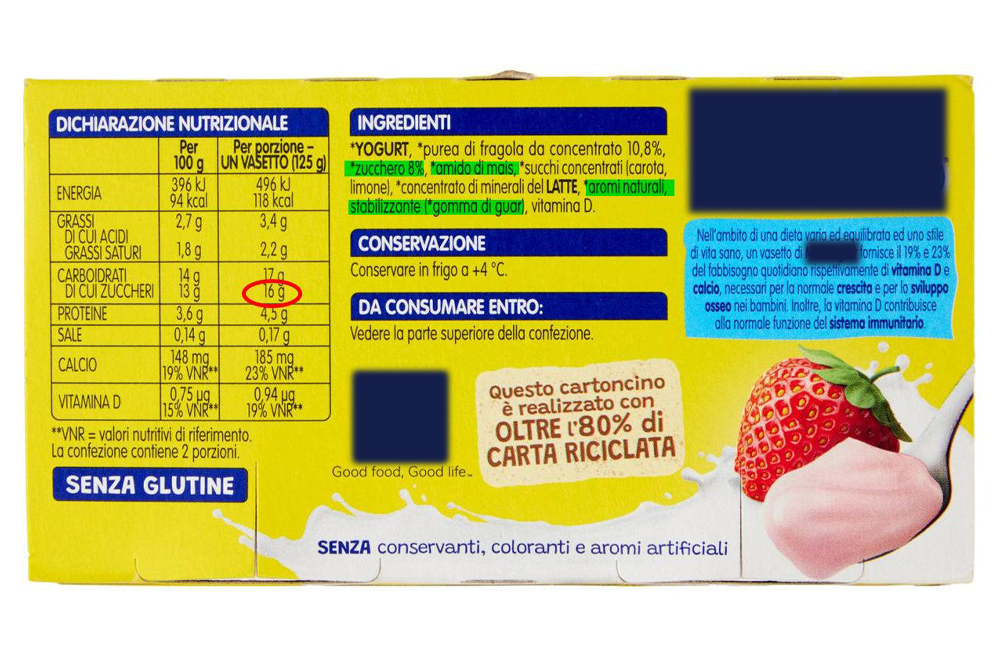 DICHIARAZIONE NUTRIZIONALE
Per 100 g
Per porzione – UN VASETTO (125 g)
ENERGIA 396 kJ 496 kJ
94 kcal 118 kcal
GRASSI 2,7 g 3,4 g
DI CUI ACIDI
GRASSI SATURI 1,8 g 2,2 g
CARBOIDRATI 14 g 17 g
DI CUI ZUCCHERI 13 g 16 g
PROTEINE 3,6 g 4,5 g
SALE 0,14 g 0,17 g
CALCIO 148 mg 185 mg
19% VNR** 23% VNR**
VITAMINA D 0,75 µg 0,94 µg
15% VNR** 19% VNR**
**VNR = valori nutritivi di riferimento.
La confezione contiene 2 porzioni.
SENZA GLUTINE
INGREDIENTI
*YOGURT, *purea di fragola da concentrato 10,8%,
*zucchero 8%, *amido di mais, *succhi concentrati (carota,
limone), *concentrato di minerali del LATTE, *aromi naturali,
stabilizzante (*gomma di guar), vitamina D.
CONSERVAZIONE
Conservare in frigo a +4 °C.
DA CONSUMARE ENTRO:
Vedere la parte superiore della confezione.
Good food, Good life™
Questo cartoncino
è realizzato con
OLTRE l'80% di
CARTA RICICLATA
Nell'ambito di una dieta varia ed equilibrata ed uno stile
di vita sano, un vasetto di fornisce il 19% e 23%
del fabbisogno quotidiano rispettivamente di vitamina D e
calcio, necessari per la normale crescita e per lo sviluppo
osseo nei bambini. Inoltre, la vitamina D contribuisce
alla normale funzione del sistema immunitario.
SENZA conservanti, coloranti e aromi artificiali